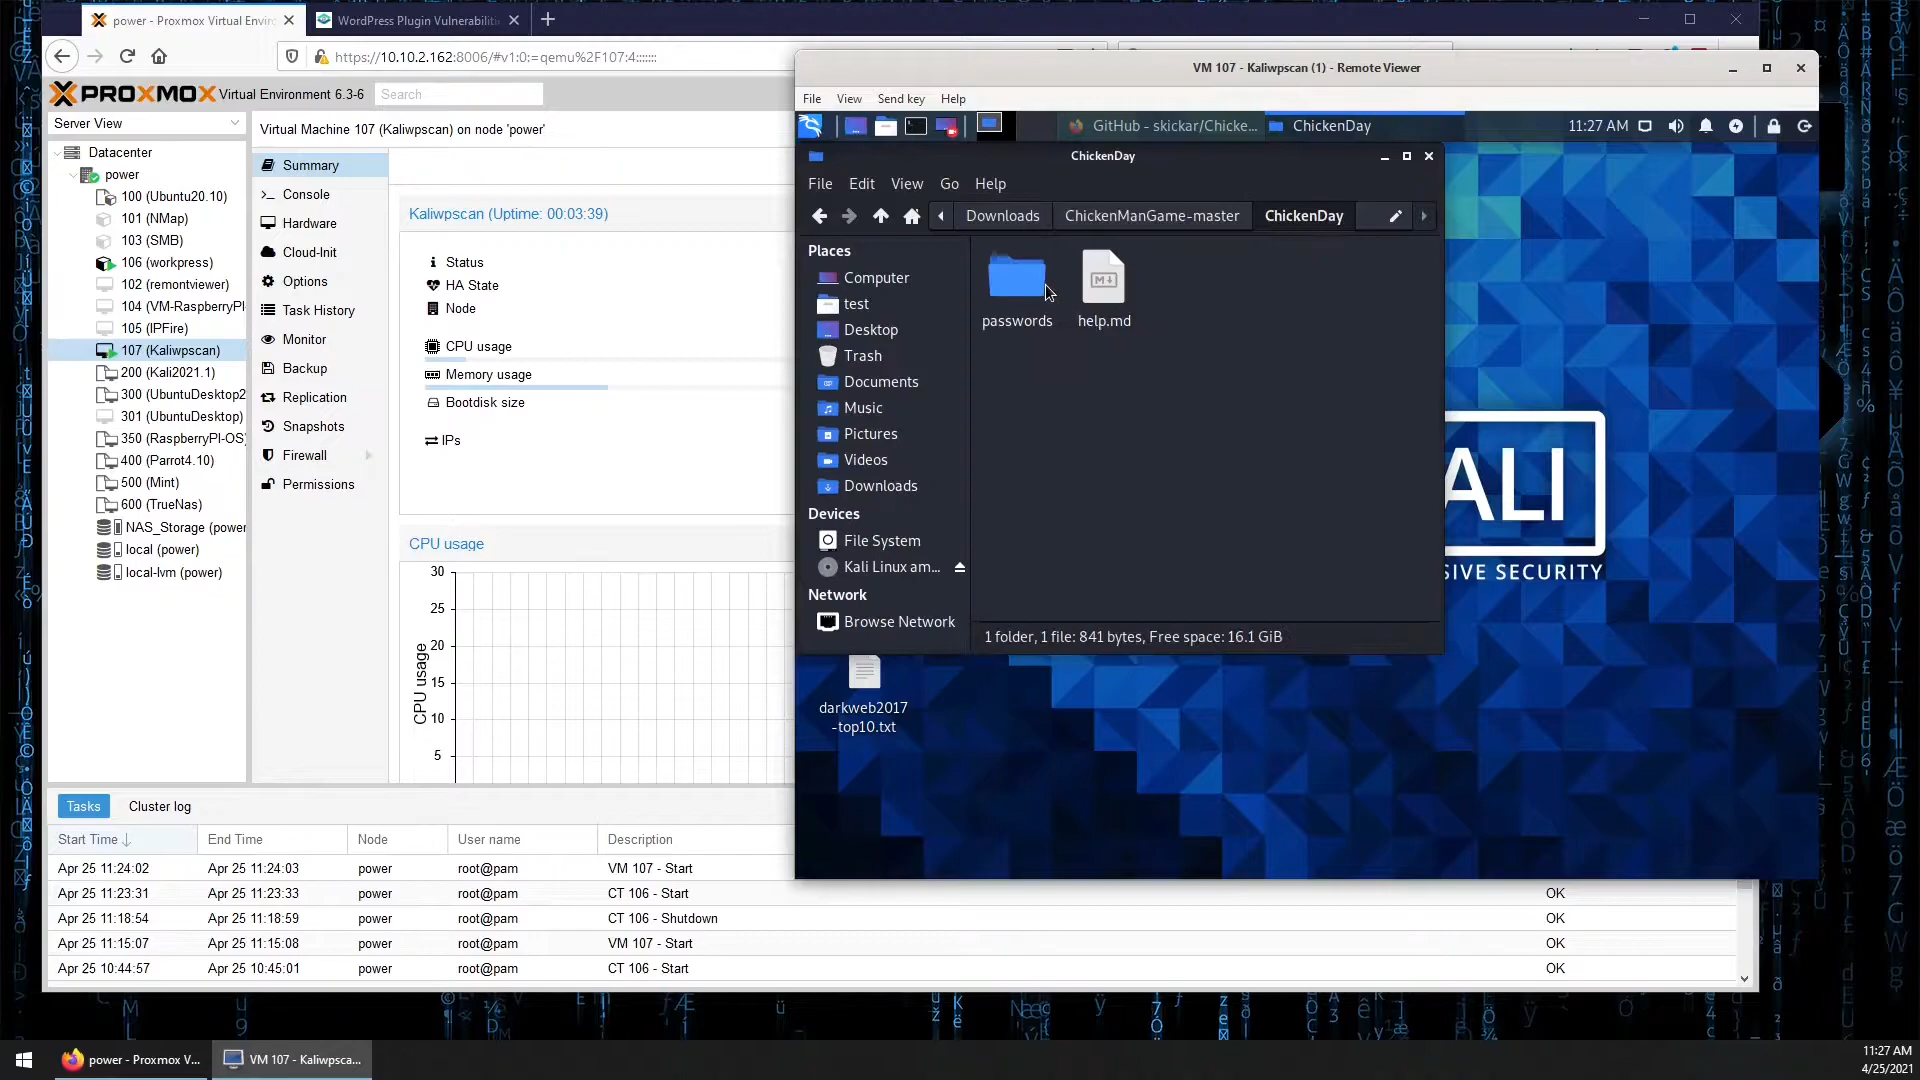 power - Proxmox Virtual Enviro
WordPress Plugin Vulnerabilitie
https://10.10.2.162:8006/#v1:0:=qemu%2F107:4:::::::
PROXMOX Virtual Environment 6.3-6
Search
Server View
Datacenter
power
100 (Ubuntu20.10)
101 (NMap)
103 (SMB)
106 (workpress)
102 (remontviewer)
104 (VM-RaspberryPI-
105 (IPFire)
107 (Kaliwpscan)
200 (Kali2021.1)
300 (UbuntuDesktop2
301 (UbuntuDesktop)
350 (RaspberryPI-OS)
400 (Parrot4.10)
500 (Mint)
600 (TrueNas)
NAS_Storage (power
local (power)
local-lvm (power)
Virtual Machine 107 (Kaliwpscan) on node 'power'
Summary
Console
Hardware
Cloud-Init
Options
Task History
Monitor
Backup
Replication
Snapshots
Firewall
Permissions
Kaliwpscan (Uptime: 00:03:39)
Status
HA State
Node
CPU usage
Memory usage
Bootdisk size
IPs
CPU usage
30
25
20
15
10
5
CPU usage
VM 107 - Kaliwpscan (1) - Remote Viewer
File View Send key Help
GitHub - skickar/Chicke...
ChickenDay
11:27 AM
ChickenDay
File Edit View Go Help
Downloads ChickenManGame-master ChickenDay
Places
Computer
test
Desktop
Trash
Documents
Music
Pictures
Videos
Downloads
Devices
File System
Kali Linux am...
Network
Browse Network
passwords
help.md
1 folder, 1 file: 841 bytes, Free space: 16.1 GiB
ALI
SIVE SECURITY
darkweb2017
-top10.txt
Tasks Cluster log
Start Time End Time Node User name Description
Apr 25 11:24:02 Apr 25 11:24:03 power root@pam VM 107 - Start
Apr 25 11:23:31 Apr 25 11:23:33 power root@pam CT 106 - Start OK
Apr 25 11:18:54 Apr 25 11:18:59 power root@pam CT 106 - Shutdown OK
Apr 25 11:15:07 Apr 25 11:15:08 power root@pam VM 107 - Start OK
Apr 25 10:44:57 Apr 25 10:45:01 power root@pam CT 106 - Start OK
power - Proxmox V...
VM 107 - Kaliwpsca...
11:27 AM
4/25/2021